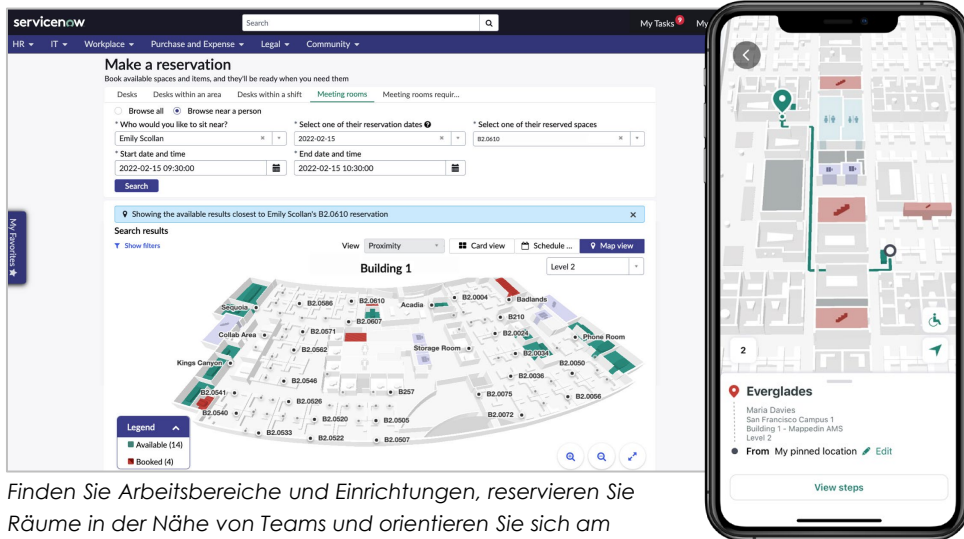 servicenow
Search
My Tasks 9
My
HR
IT
Workplace
Purchase and Expense
Legal
Community
Make a reservation
Book available spaces and items, and they'll be ready when you need them
Desks
Desks within an area
Desks within a shift
Meeting rooms
Meeting rooms requir...
Browse all
Browse near a person
* Who would you like to sit near?
* Select one of their reservation dates
* Select one of their reserved spaces
Emily Scollan
2022-02-15
B2.0610
* Start date and time
* End date and time
2022-02-15 09:30:00
2022-02-15 10:30:00
Search
My Favorites
Showing the available results closest to Emily Scollan's B2.0610 reservation
Search results
Show filters
View
Proximity
Card view
Schedule ...
Map view
Building 1
Level 2
Sequoia
B2.0586
B2.0610
Acadia
B2.0004
Badlands
B2.0607
B210
Collab Area
B2.0571
B2.0024
Phone Room
B2.0562
Storage Room
B2.0034
Kings Canyon
B2.0050
B2.0546
B2.0036
B2.0541
B257
B2.0075
B2.0066
B2.0526
B2.0540
B2.0520
B2.0505
B2.0072
B2.0533
B2.0522
B2.0507
Legend
Available (14)
Booked (4)
2
Everglades
Maria Davies
San Francisco Campus 1
Building 1 - Mappedin AMS
Level 2
From My pinned location Edit
View steps
Finden Sie Arbeitsbereiche und Einrichtungen, reservieren Sie
Räume in der Nähe von Teams und orientieren Sie sich am